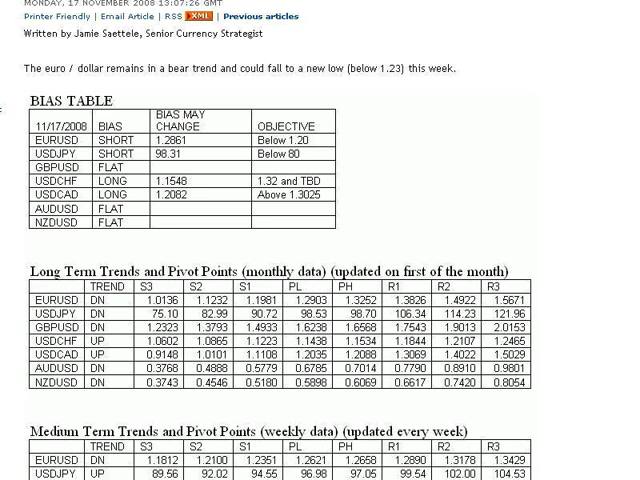 MONDAY, 17 NOVEMBER 2008 13:07:26 GMT
Printer Friendly | Email Article | RSS XML | Previous articles
Written by Jamie Saettele, Senior Currency Strategist
The euro / dollar remains in a bear trend and could fall to a new low (below 1.23) this week.
BIAS TABLE
11/17/2008 BIAS BIAS MAY CHANGE OBJECTIVE
EURUSD SHORT 1.2861 Below 1.20
USDJPY SHORT 98.31 Below 80
GBPUSD FLAT
USDCHF LONG 1.1548 1.32 and TBD
USDCAD LONG 1.2082 Above 1.3025
AUDUSD FLAT
NZDUSD FLAT
Long Term Trends and Pivot Points (monthly data) (updated on first of the month)
TREND S3 S2 S1 PL PH R1 R2 R3
EURUSD DN 1.0136 1.1232 1.1981 1.2903 1.3252 1.3826 1.4922 1.5671
USDJPY DN 75.10 82.99 90.72 98.53 98.70 106.34 114.23 121.96
GBPUSD DN 1.2323 1.3793 1.4933 1.6238 1.6568 1.7543 1.9013 2.0153
USDCHF UP 1.0602 1.0865 1.1223 1.1438 1.1534 1.1844 1.2107 1.2465
USDCAD UP 0.9148 1.0101 1.1108 1.2035 1.2088 1.3069 1.4022 1.5029
AUDUSD DN 0.3768 0.4888 0.5779 0.6785 0.7014 0.7790 0.8910 0.9801
NZDUSD DN 0.3743 0.4546 0.5180 0.5898 0.6069 0.6617 0.7420 0.8054
Medium Term Trends and Pivot Points (weekly data) (updated every week)
TREND S3 S2 S1 PL PH R1 R2 R3
EURUSD DN 1.1812 1.2100 1.2351 1.2621 1.2658 1.2890 1.3178 1.3429
USDJPY UP 89.56 92.02 94.55 96.98 97.05 99.54 102.00 104.53